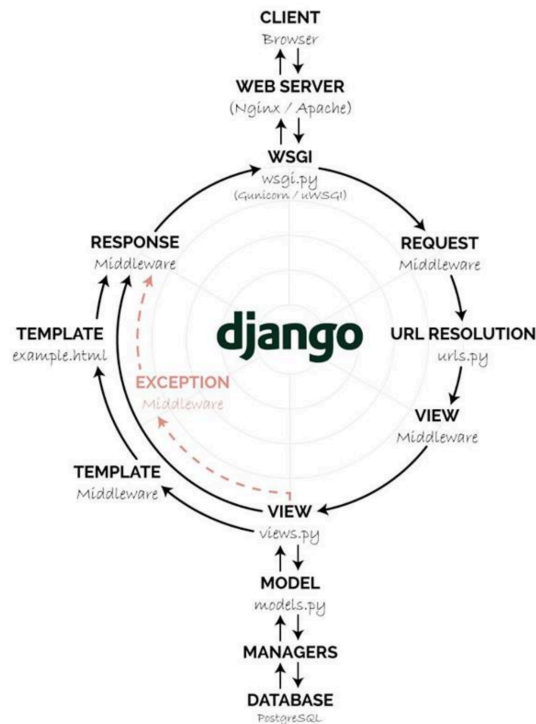 CLIENT
Browser
WEB SERVER
(Nginx / Apache)
WSGI
wsgi.py
(Gunicorn / uWSGI)
RESPONSE
Middleware
REQUEST
Middleware
TEMPLATE
example.html
django
URL RESOLUTION
urls.py
EXCEPTION
Middleware
VIEW
Middleware
TEMPLATE
Middleware
VIEW
views.py
MODEL
models.py
MANAGERS
DATABASE
PostgreSQL